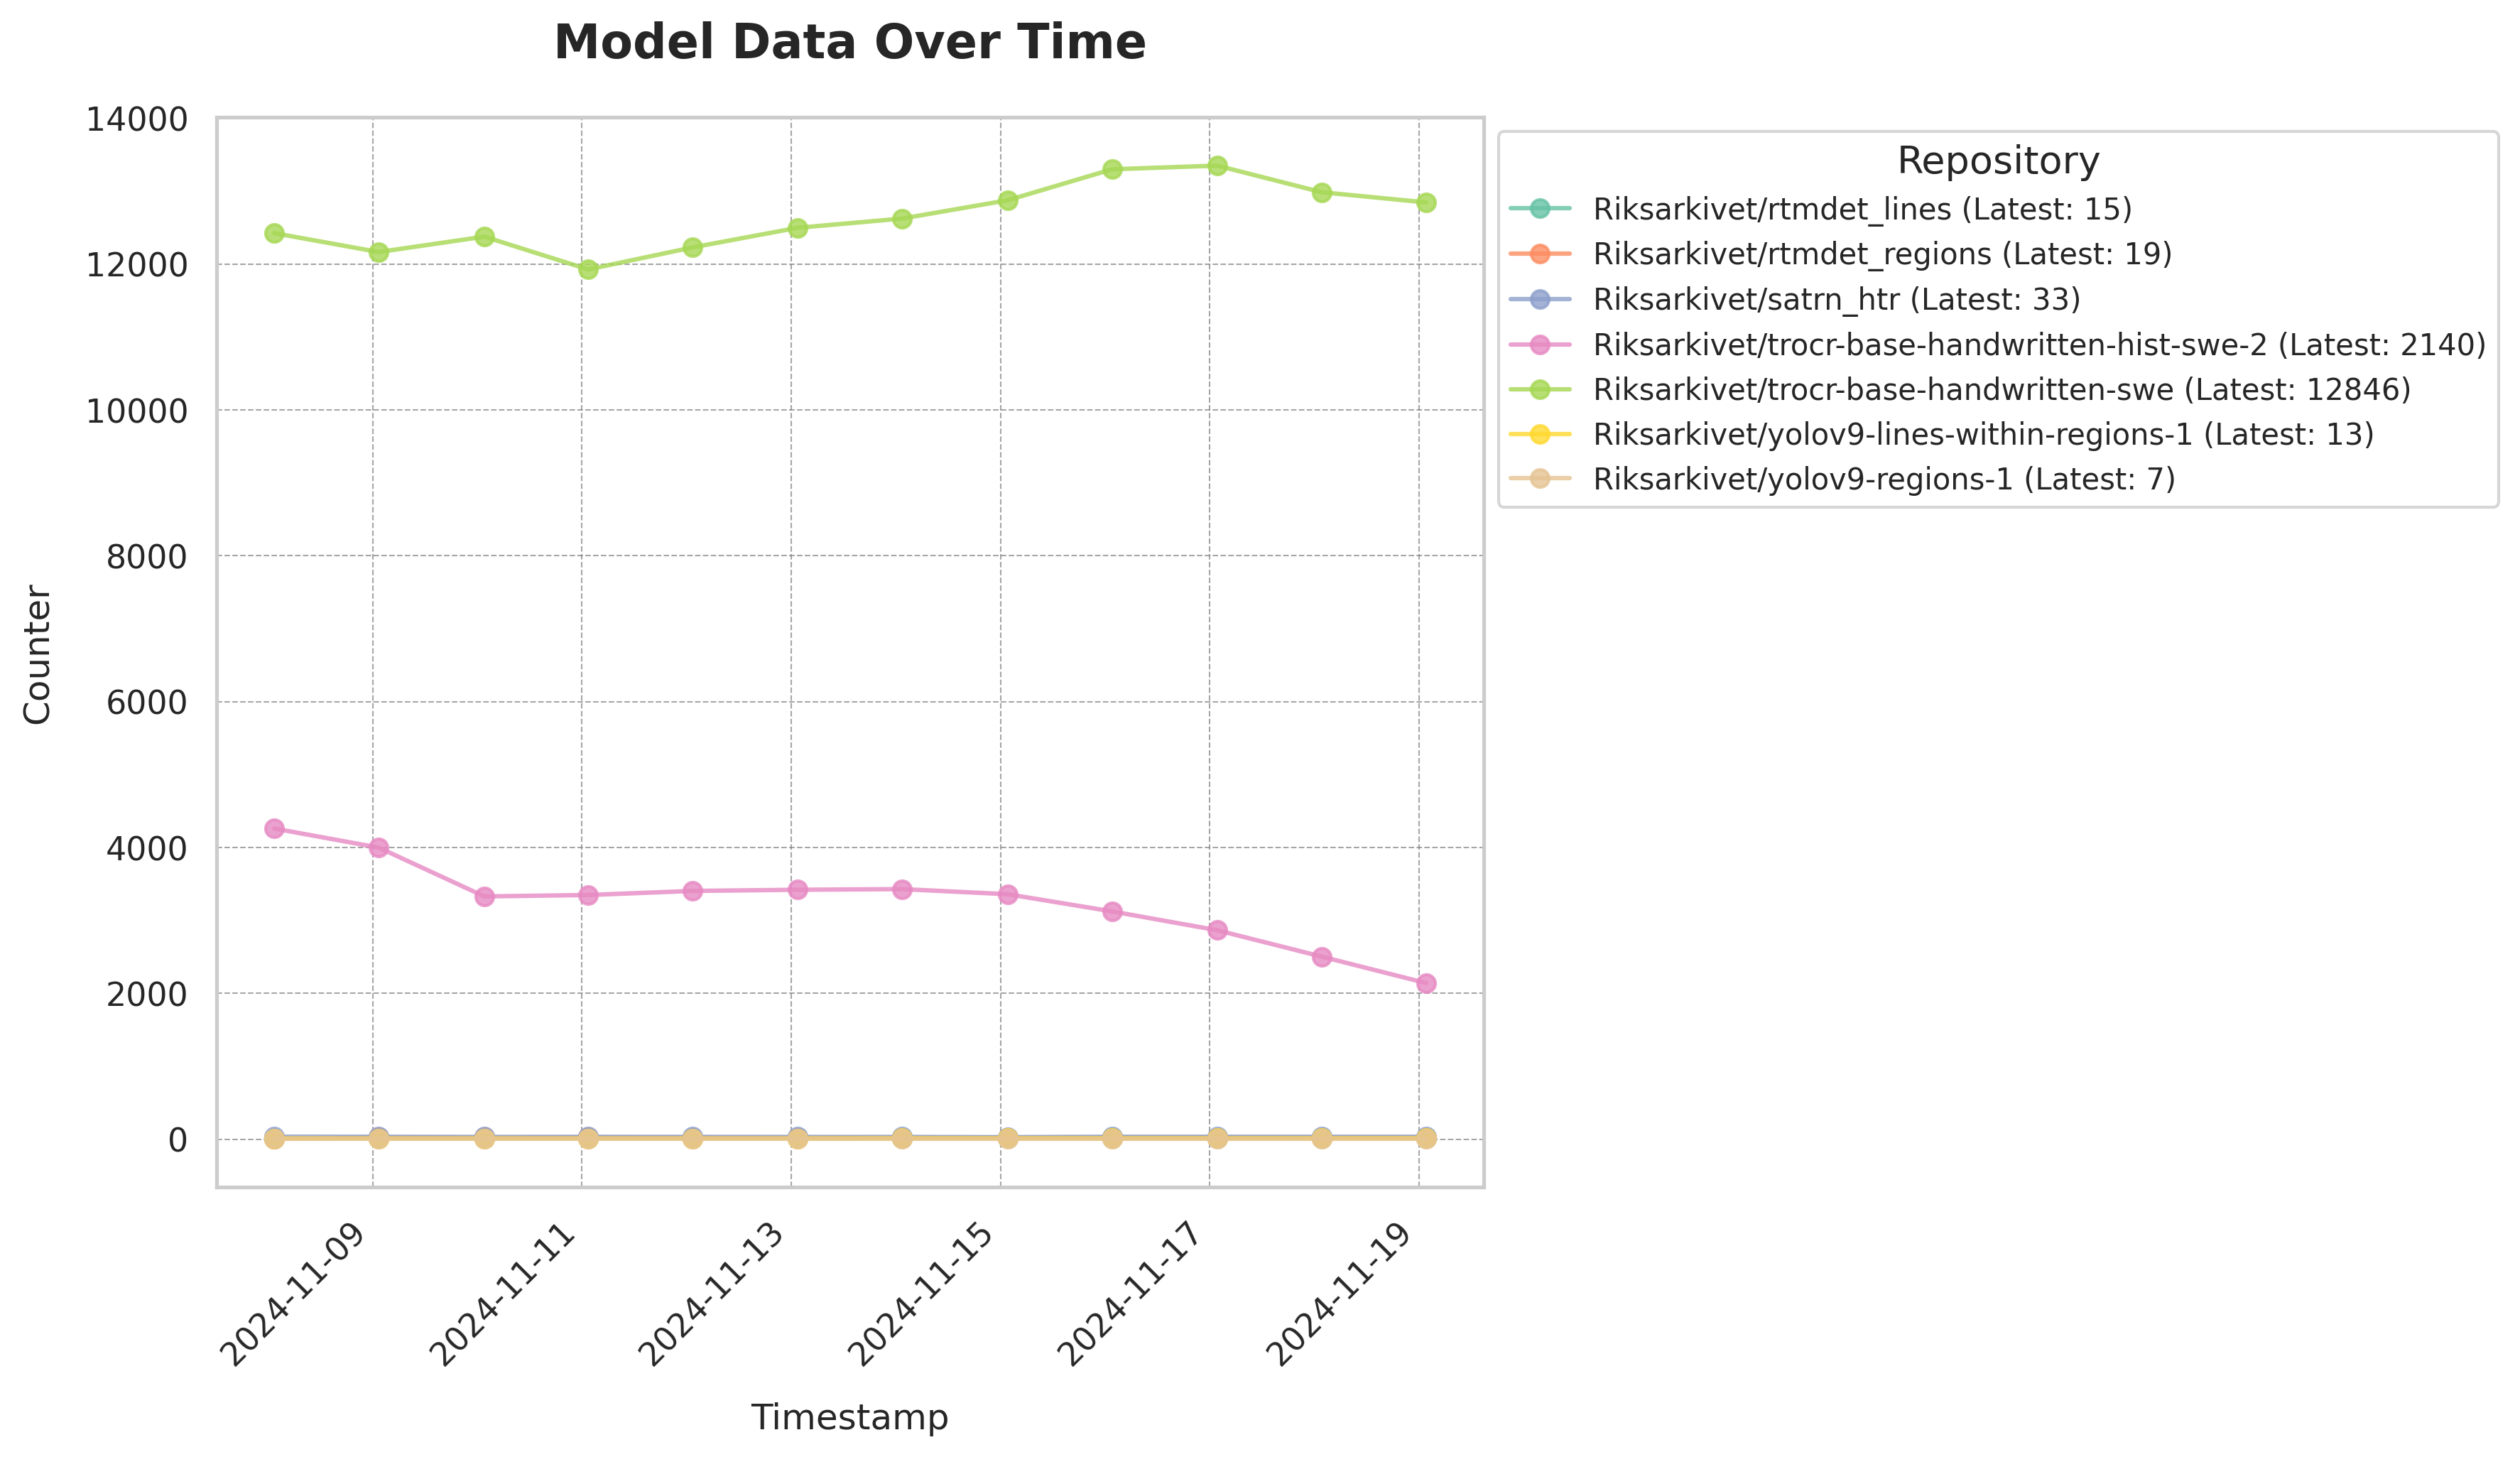 Model Data Over Time
14000
12000
10000
8000
6000
4000
2000
0
Counter
2024-11-09
2024-11-11
2024-11-13
2024-11-15
2024-11-17
2024-11-19
Timestamp
Repository
Riksarkivet/rtmdet_lines (Latest: 15)
Riksarkivet/rtmdet_regions (Latest: 19)
Riksarkivet/satrn_htr (Latest: 33)
Riksarkivet/trocr-base-handwritten-hist-swe-2 (Latest: 2140)
Riksarkivet/trocr-base-handwritten-swe (Latest: 12846)
Riksarkivet/yolov9-lines-within-regions-1 (Latest: 13)
Riksarkivet/yolov9-regions-1 (Latest: 7)